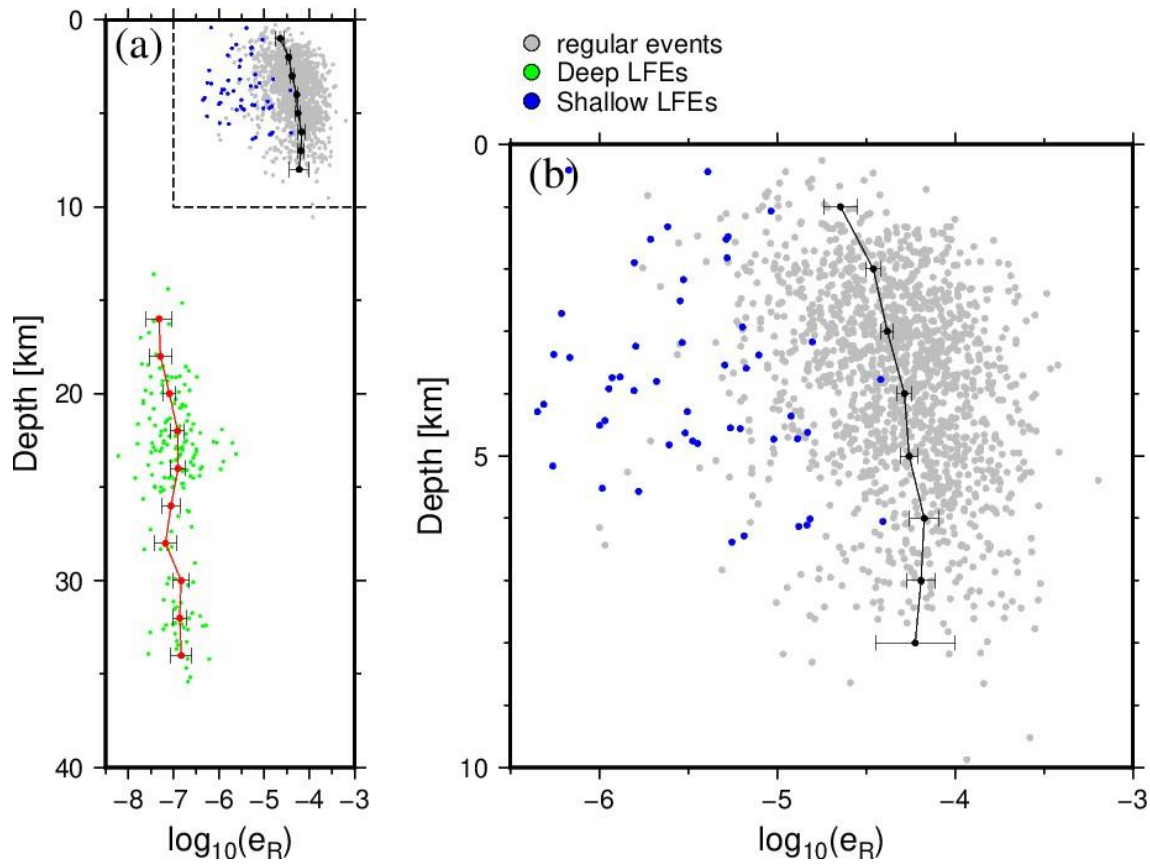 (a)
0
10
20
30
40
Depth [km]
−8 −7 −6 −5 −4 −3
log10(eR)
regular events
Deep LFEs
Shallow LFEs
(b)
0
5
10
Depth [km]
−6 −5 −4 −3
log10(eR)